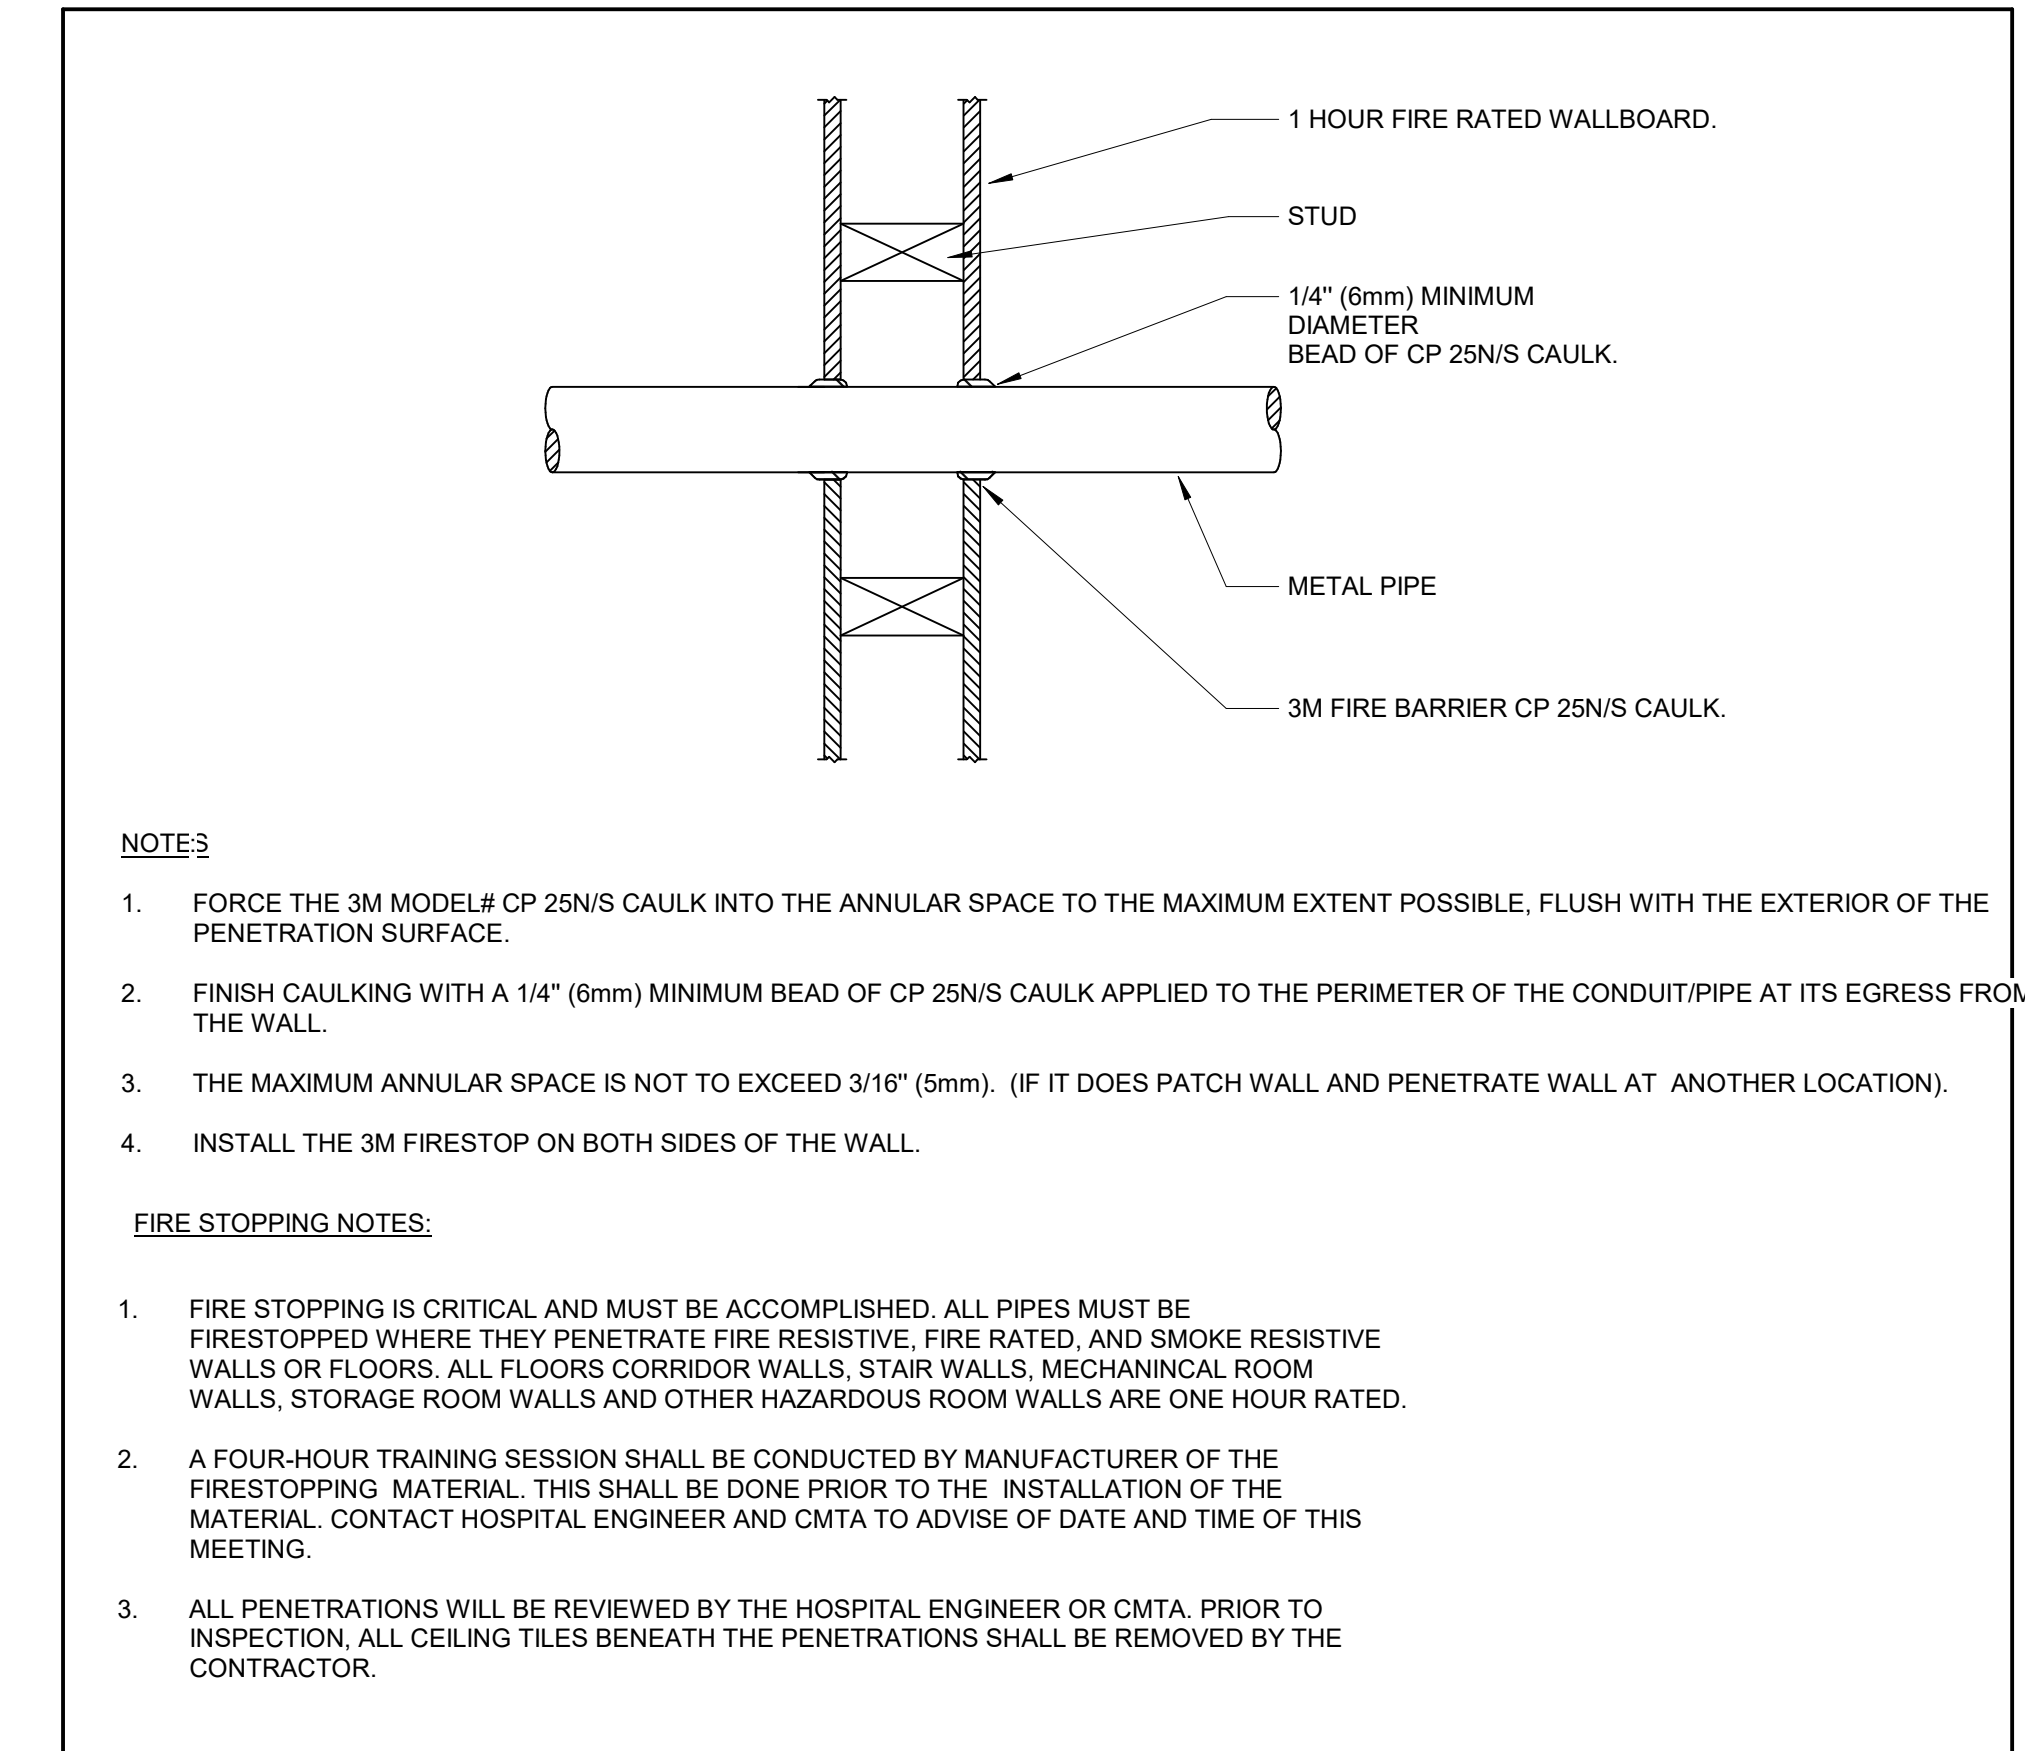 1 HOUR FIRE RATED WALLBOARD.
STUD
1/4" (6mm) MINIMUM
DIAMETER
BEAD OF CP 25N/S CAULK.
METAL PIPE
3M FIRE BARRIER CP 25N/S CAULK.
NOTES:
1. FORCE THE 3M MODEL# CP 25N/S CAULK INTO THE ANNULAR SPACE TO THE MAXIMUM EXTENT POSSIBLE, FLUSH WITH THE EXTERIOR OF THE
PENETRATION SURFACE.
2. FINISH CAULKING WITH A 1/4" (6mm) MINIMUM BEAD OF CP 25N/S CAULK APPLIED TO THE PERIMETER OF THE CONDUIT/PIPE AT ITS EGRESS FROM
THE WALL.
3. THE MAXIMUM ANNULAR SPACE IS NOT TO EXCEED 3/16" (5mm). (IF IT DOES PATCH WALL AND PENETRATE WALL AT ANOTHER LOCATION).
4. INSTALL THE 3M FIRESTOP ON BOTH SIDES OF THE WALL.
FIRE STOPPING NOTES:
1. FIRE STOPPING IS CRITICAL AND MUST BE ACCOMPLISHED. ALL PIPES MUST BE
FIRESTOPPED WHERE THEY PENETRATE FIRE RESISTIVE, FIRE RATED, AND SMOKE RESISTIVE
WALLS OR FLOORS. ALL FLOORS CORRIDOR WALLS, STAIR WALLS, MECHANINCAL ROOM
WALLS, STORAGE ROOM WALLS AND OTHER HAZARDOUS ROOM WALLS ARE ONE HOUR RATED.
2. A FOUR-HOUR TRAINING SESSION SHALL BE CONDUCTED BY MANUFACTURER OF THE
FIRESTOPPING MATERIAL. THIS SHALL BE DONE PRIOR TO THE INSTALLATION OF THE
MATERIAL. CONTACT HOSPITAL ENGINEER AND CMTA TO ADVISE OF DATE AND TIME OF THIS
MEETING.
3. ALL PENETRATIONS WILL BE REVIEWED BY THE HOSPITAL ENGINEER OR CMTA. PRIOR TO
INSPECTION, ALL CEILING TILES BENEATH THE PENETRATIONS SHALL BE REMOVED BY THE
CONTRACTOR.